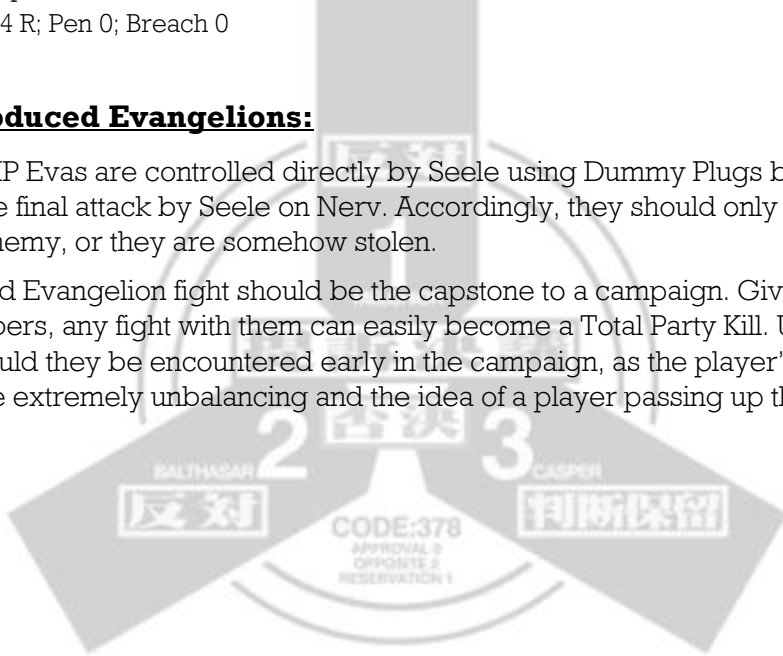 4 R; Pen 0; Breach 0
oduced Evangelions:
IP Evas are controlled directly by Seele using Dummy Plugs b
e final attack by Seele on Nerv. Accordingly, they should only
nemy, or they are somehow stolen.
d Evangelion fight should be the capstone to a campaign. Giv
bers, any fight with them can easily become a Total Party Kill. U
uld they be encountered early in the campaign, as the player'
e extremely unbalancing and the idea of a player passing up th
反対
1
否決
BALTHASAR 2
3 CASPER
反対
判断保留
CODE:378
APPROVAL 0
OPPOSITE 2
RESERVATION 1